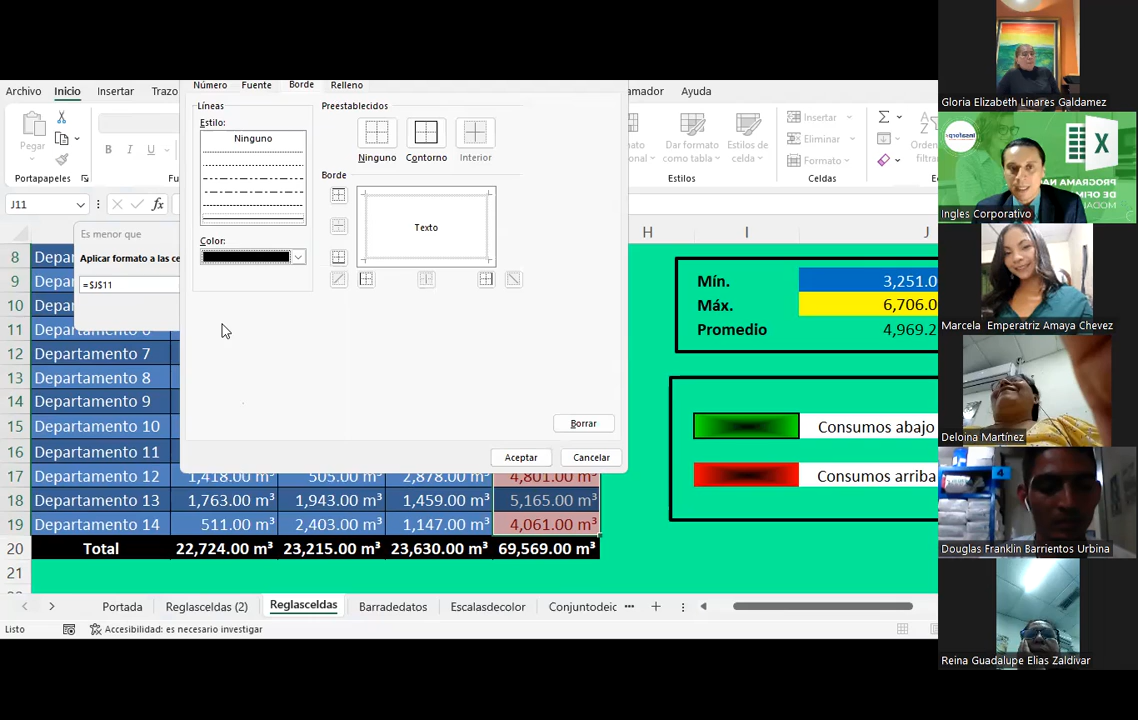 Archivo Inicio Insertar Trazo
Número Fuente Borde Relleno
amador Ayuda
Pegar
Portapapeles
Fu
Líneas
Estilo:
Ninguno
Color:
Preestablecidos
Ninguno Contorno Interior
Borde
Texto
Borrar
Aceptar Cancelar
Dar formato
como tabla
Estilos de
celda
Estilos
Insertar
Eliminar
Formato
Celdas
Orden
filtra
J11
fx
Es menor que
Aplicar formato a las ce
=$J$11
H I J
8 Depar
9 Depa
10 Depa
11
12 Departamento 7
13 Departamento 8
14 Departamento 9
15 Departamento 10
16 Departamento 11
17 Departamento 12 1,418.00 m³ 505.00 m³ 2,878.00 m³ 4,801.00 m³
18 Departamento 13 1,763.00 m³ 1,943.00 m³ 1,459.00 m³ 5,165.00 m³
19 Departamento 14 511.00 m³ 2,403.00 m³ 1,147.00 m³ 4,061.00 m³
20 Total 22,724.00 m³ 23,215.00 m³ 23,630.00 m³ 69,569.00 m³
21
Mín. 3,251.0
Máx. 6,706.0
Promedio 4,969.2
Consumos abajo
Consumos arriba
Portada Reglasceldas (2) Reglasceldas Barradedatos Escalasdecolor Conjuntodeic
Listo
Accesibilidad: es necesario investigar
Gloria Elizabeth Linares Galdamez
Ingles Corporativo
Marcela Emperatriz Amaya Chevez
Deloina Martínez
4
Douglas Franklin Barrientos Urbina
Reina Guadalupe Elias Zaldivar